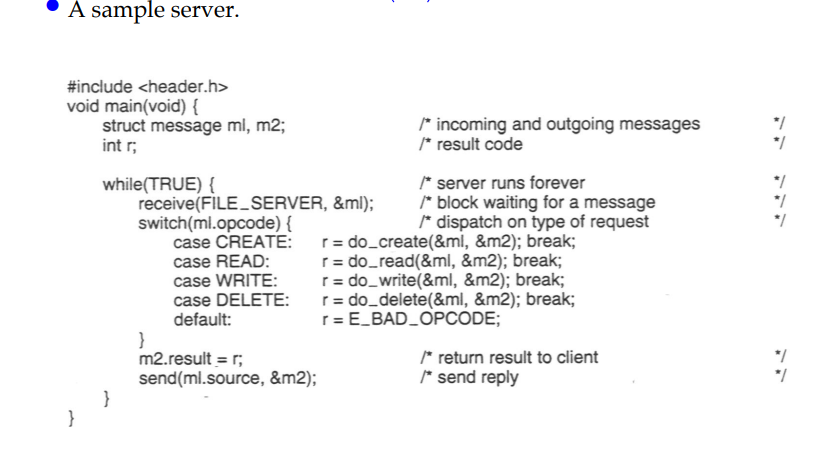 A sample server.
#include <header.h>
void main(void) {
struct message ml, m2; /* incoming and outgoing messages */
int r; /* result code */
while(TRUE) { /* server runs forever */
receive(FILE_SERVER, &ml); /* block waiting for a message */
switch(ml.opcode) { /* dispatch on type of request */
case CREATE: r = do_create(&ml, &m2); break;
case READ: r = do_read(&ml, &m2); break;
case WRITE: r = do_write(&ml, &m2); break;
case DELETE: r = do_delete(&ml, &m2); break;
default: r = E_BAD_OPCODE;
}
m2.result = r; /* return result to client */
send(ml.source, &m2); /* send reply */
}
}